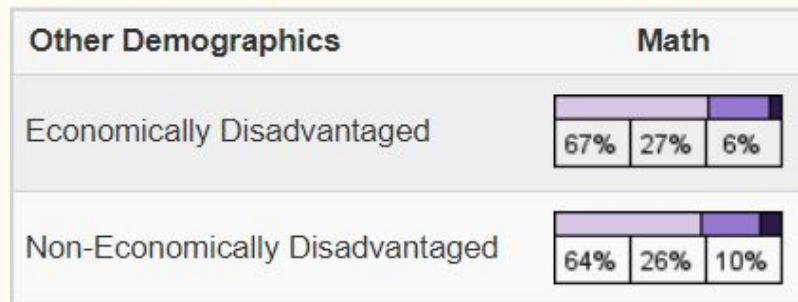 Other Demographics Math
Economically Disadvantaged 67% 27% 6%
Non-Economically Disadvantaged 64% 26% 10%